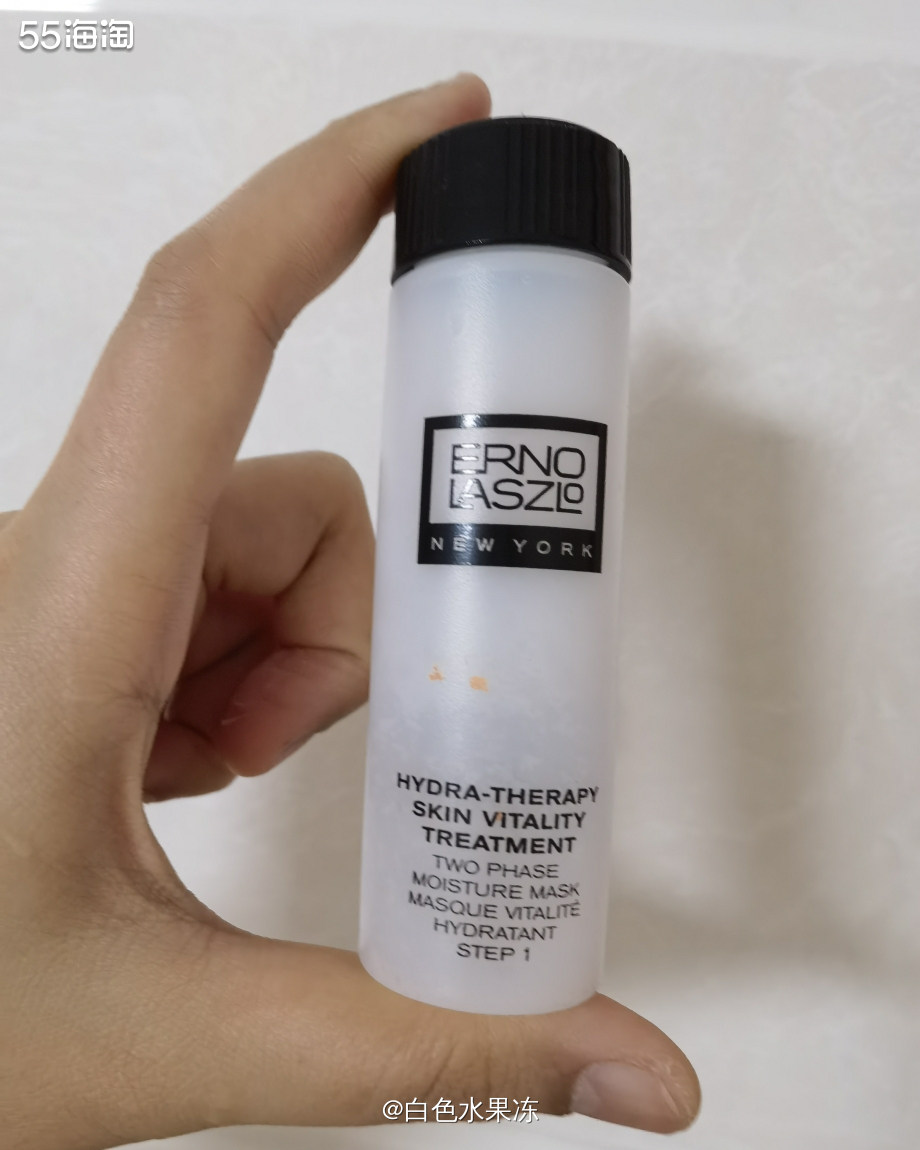 55海淘
ERNO
LASZLO
NEW YORK
HYDRA-THERAPY
SKIN VITALITY
TREATMENT
TWO PHASE
MOISTURE MASK
MASQUE VITALITÉ
HYDRATANT
STEP 1
@白色水果冻